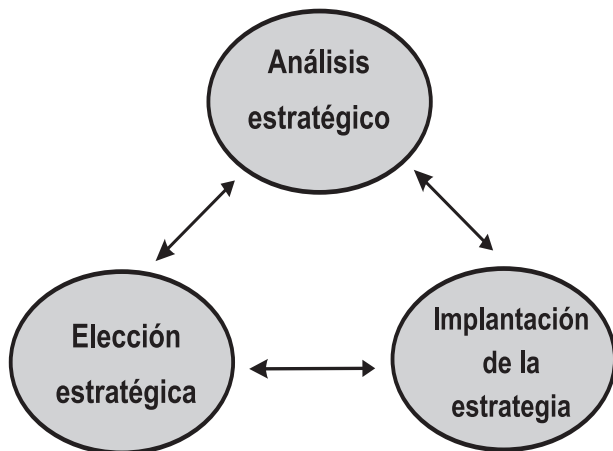 Análisis
estratégico
Elección
estratégica
Implantación
de la
estrategia